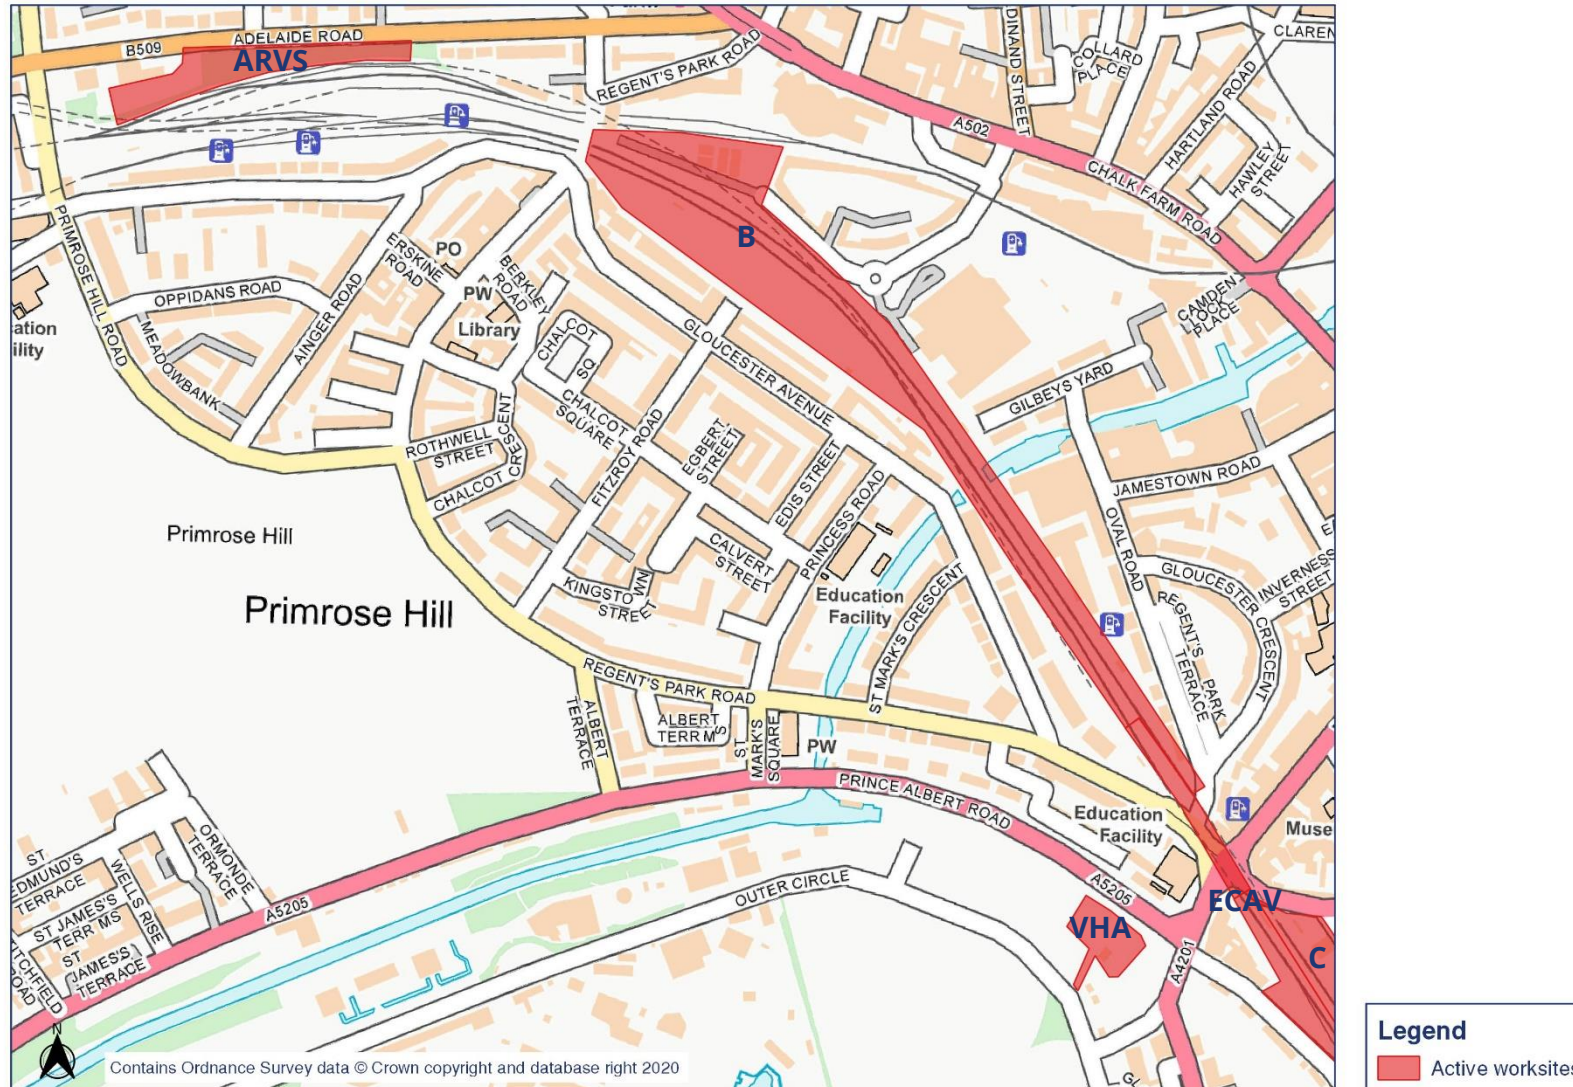 B509
ADELAIDE ROAD
ARVS
REGENT'S PARK ROAD
DINAND STREET
COLLARD
PLACE
CLAREN
HARTLAND ROAD
A502
HAWLEY
STREET
CHALK FARM ROAD
PRIMROSE HILL ROAD
B
PO
ERSKINE
ROAD
BERKLEY
ROAD
PW
Library
OPPIDANS ROAD
AINGER ROAD
MEADOWBANK
cation
ility
CHALCOT
SQ
GLOUCESTER AVENUE
CAMDEN
LOCK
PLACE
GILBEYS YARD
CHALCOT
SQUARE
FITZROY ROAD
ROTHWELL
STREET
CHALCOT
CRESCENT
EGBERT
STREET
EDIS STREET
PRINCESS ROAD
JAMESTOWN ROAD
OVAL ROAD
Primrose Hill
Primrose Hill
CALVERT
STREET
KINGSTO
WN
STREET
Education
Facility
ST MARK'S CRESCENT
GLOUCESTER CRESCENT
INVERNESS
STREET
E
REGENT'S
PARK
TERRACE
REGENT'S PARK ROAD
ALBERT
TERRACE
ALBERT
TERR M
S
ST
MARK'S
SQUARE
PW
PRINCE ALBERT ROAD
Education
Facility
Muse
ST
EDMUND'S
TERRACE
ORMONDE
TERRACE
WELLS RISE
ST JAMES'S
TERR MS
ST
JAMES'S
TERRACE
ITCHFIELD
ROAD
A5205
OUTER CIRCLE
A5205
VHA
ECAV
C
A4201
GL
N
Contains Ordnance Survey data © Crown copyright and database right 2020
Legend
Active worksites